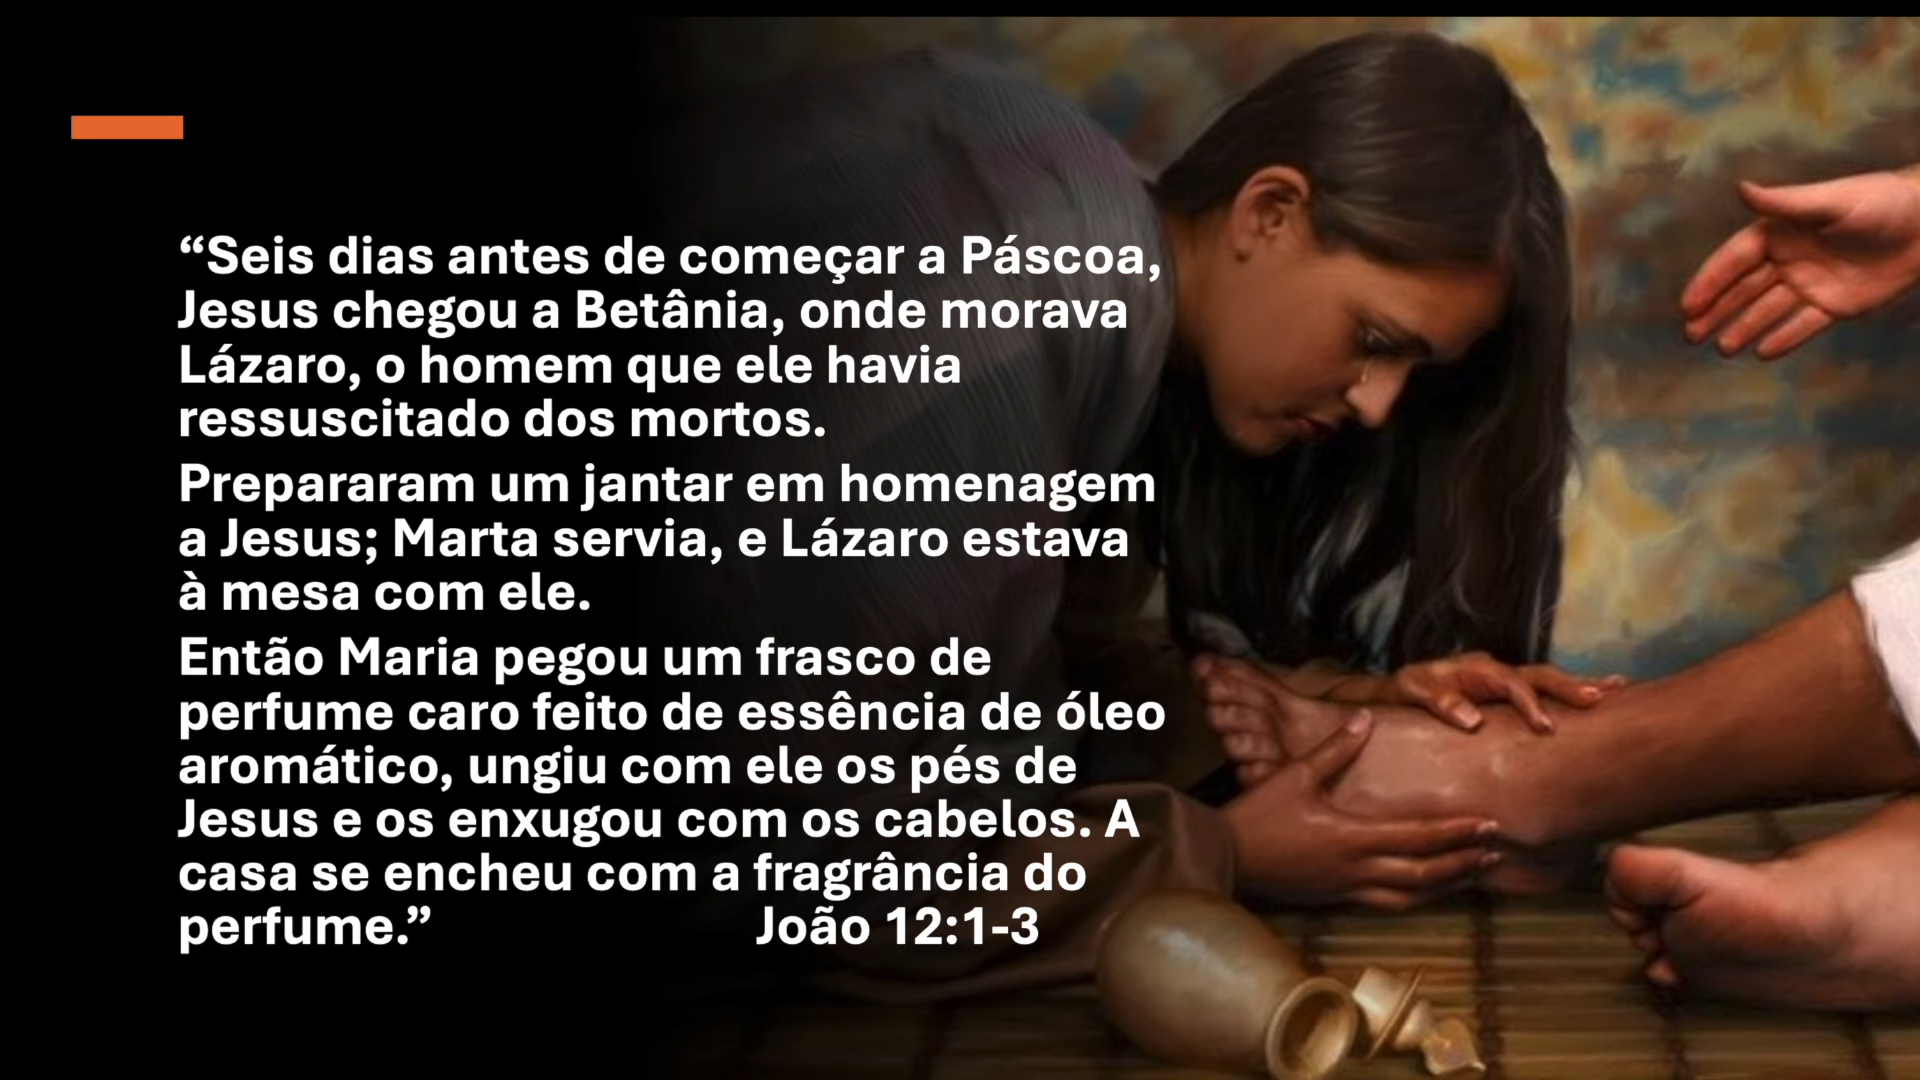 “Seis dias antes de começar a Páscoa,
Jesus chegou a Betânia, onde morava
Lázaro, o homem que ele havia
ressuscitado dos mortos.
Prepararam um jantar em homenagem
a Jesus; Marta servia, e Lázaro estava
à mesa com ele.
Então Maria pegou um frasco de
perfume caro feito de essência de óleo
aromático, ungiu com ele os pés de
Jesus e os enxugou com os cabelos. A
casa se encheu com a fragrância do
perfume.” João 12:1-3